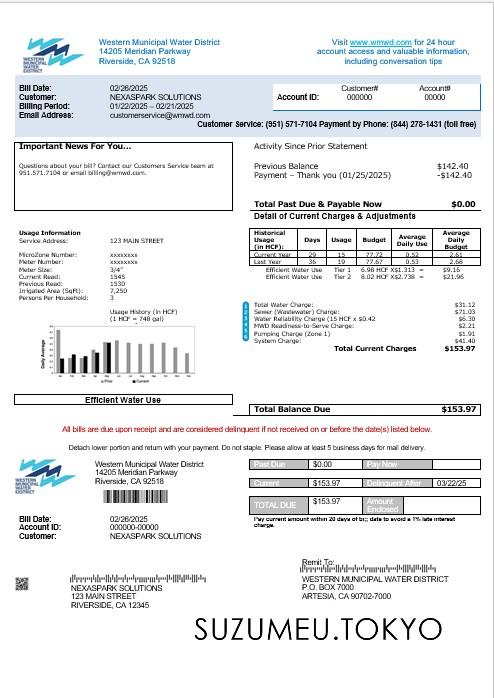 WESTERN
MUNICIPAL
WATER
DISTRICT
Western Municipal Water District
14205 Meridian Parkway
Riverside, CA 92518
Visit www.wmwd.com for 24 hour
account access and valuable information,
including conversation tips
Bill Date: 02/26/2025
Customer: NEXASPARK SOLUTIONS
Billing Period: 01/22/2025 – 02/21/2025
Email Address: customerservice@wmwd.com
Customer# Account#
Account ID: 000000 00000
Customer Service: (951) 571-7104 Payment by Phone: (844) 278-1431 (toll free)
Important News For You...
Questions about your bill? Contact our Customers Service team at
951.571.7104 or email billing@wmwd.com.
Activity Since Prior Statement
Previous Balance $142.40
Payment – Thank you (01/25/2025) -$142.40
Total Past Due & Payable Now $0.00
Detail of Current Charges & Adjustments
Historical Usage (in HCF): Days Usage Budget Average Daily Use Average Daily Budget
Current Year 29 15 77.72 0.52 2.61
Last Year 36 19 77.67 0.53 2.68
Efficient Water Use Tier 1 6.98 HCF X$1.313 = $9.16
Efficient Water Use Tier 2 8.02 HCF X$2.738 = $21.96
Usage Information
Service Address: 123 MAIN STREET
MicroZone Number: xxxxxxxx
Meter Number: xxxxxxxx
Meter Size: 3/4"
Current Read: 1545
Previous Read: 1530
Irrigated Area(SqFt): 7,250
Persons Per Household: 3
Usage History (in HCF)
(1 HCF = 748 gal)
Daily Average
Prior Current
1 Total Water Charge: $31.12
2 Sewer (Wastewater) Charge: $71.03
3 Water Reliability Charge (15 HCF x $0.42 $6.30
4 MWD Readiness-to-Serve Charge: $2.21
5 Pumping Charge (Zone 1) $1.91
6 System Charge: $41.40
Total Current Charges $153.97
Efficient Water Use
Total Balance Due $153.97
All bills are due upon receipt and are considered delinquent if not received on or before the date(s) listed below.
Detach lower portion and return with your payment. Do not staple. Please allow at least 5 business days for mail delivery.
WESTERN
MUNICIPAL
WATER
DISTRICT
Western Municipal Water District
14205 Meridian Parkway
Riverside, CA 92518
Past Due $0.00 Pay Now
Current $153.97 Delinquent After 03/22/25
TOTAL DUE $153.97 Amount Enclosed
Pay current amount within 20 days of date to avoid a 1% late interest
charge.
Bill Date: 02/26/2025
Account ID: 000000-00000
Customer: NEXASPARK SOLUTIONS
NEXASPARK SOLUTIONS
123 MAIN STREET
RIVERSIDE, CA 12345
Remit To:
WESTERN MUNICIPAL WATER DISTRICT
P.O. BOX 7000
ARTESIA, CA 90702-7000
SUZUMEU.TOKYO